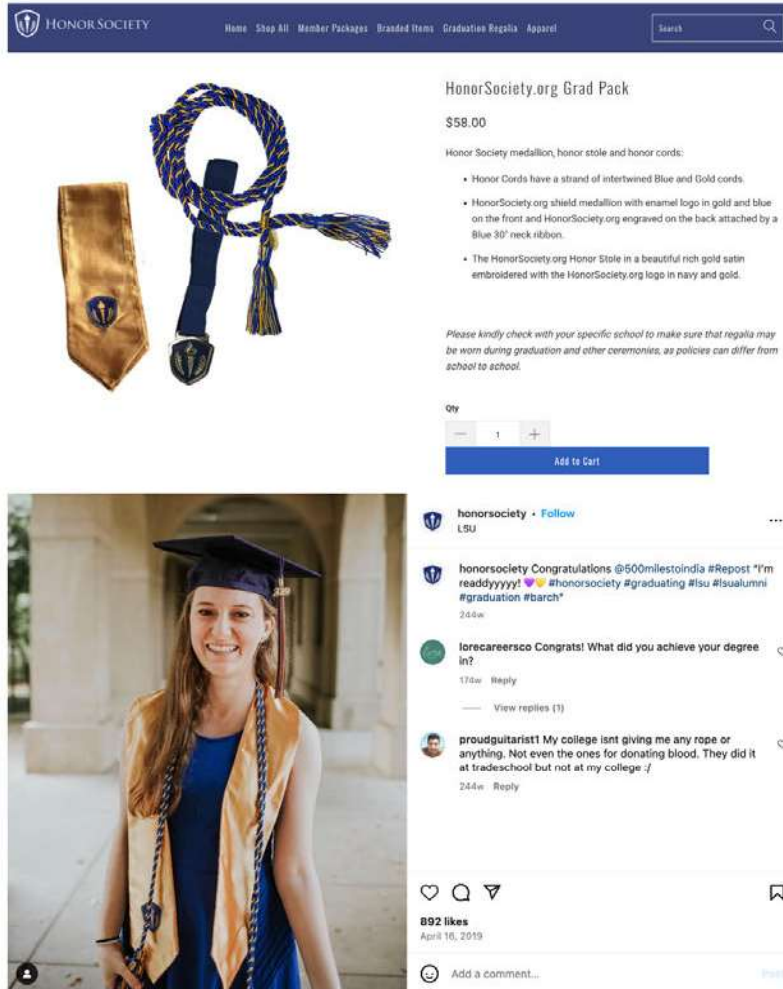 HONOR SOCIETY
Home Shop All Member Packages Branded Items Graduation Regalia Apparel
Search
HonorSociety.org Grad Pack
$58.00
Honor Society medallion, honor stole and honor cords:
• Honor Cords have a strand of intertwined Blue and Gold cords.
• HonorSociety.org shield medallion with enamel logo in gold and blue
on the front and HonorSociety.org engraved on the back attached by a
Blue 30" neck ribbon.
• The HonorSociety.org Honor Stole in a beautiful rich gold satin
embroidered with the HonorSociety.org logo in navy and gold.
Please kindly check with your specific school to make sure that regalia may
be worn during graduation and other ceremonies, as policies can differ from
school to school.
Qty
— 1 +
Add to Cart
honorsociety • Follow
LSU
honorsociety Congratulations @500milestoindia #Repost "I'm
readdyyyyy! 💜💛 #honorsociety #graduating #lsu #lsualumni
#graduation #barch"
244w
lorecareersco Congrats! What did you achieve your degree
in?
174w Reply
View replies (1)
proudguitarist1 My college isnt giving me any rope or
anything. Not even the ones for donating blood. They did it
at tradeschool but not at my college :/
244w Reply
892 likes
April 16, 2019
Add a comment...
Post